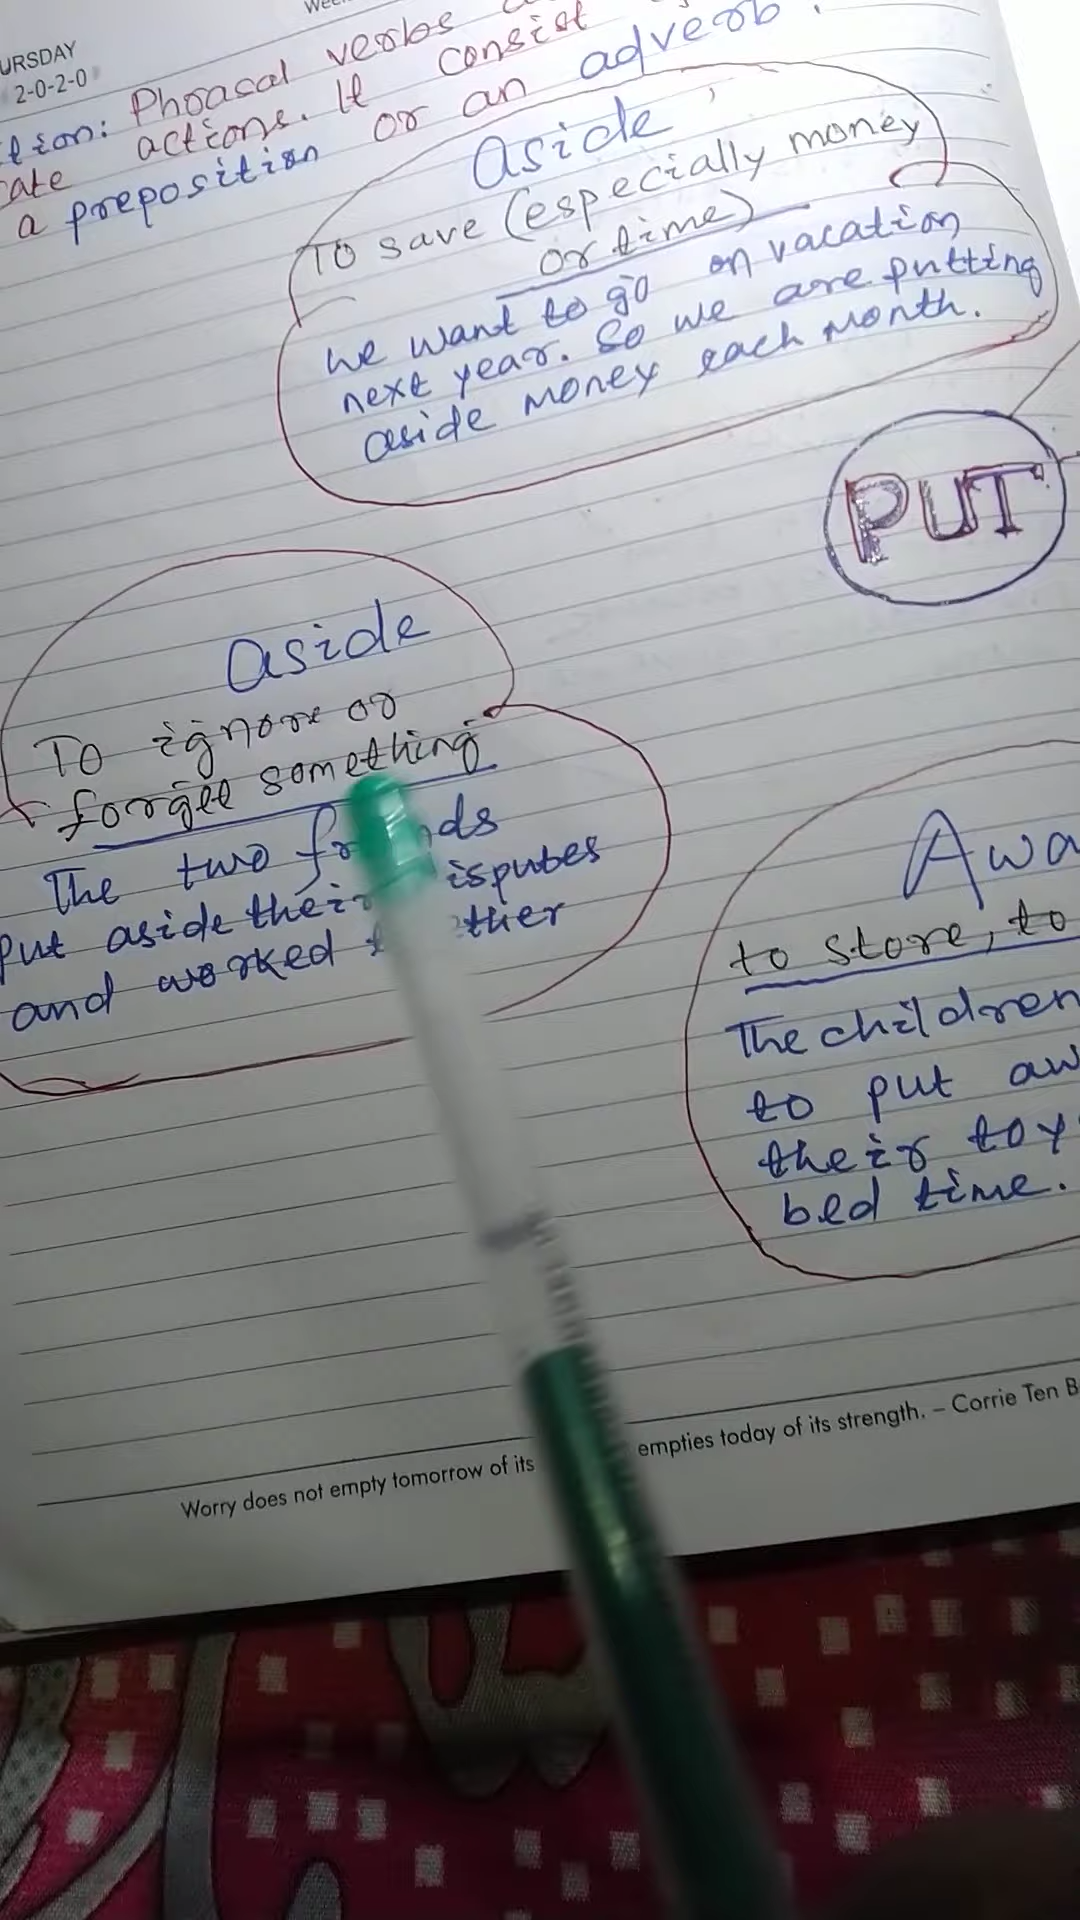 URSDAY
2-0-2-0
tion: Phrasal verbs
cate actions. It consist
a preposition or an adverb.
aside
To save (especially money
or time)
we want to go on vacation
next year. So we are putting
aside money each month.
PUT
aside
To ignore or
forget something
The two
Put aside their
and worked
Awa
to store, to
The children
to put aw
their toy
bed time.
Worry does not empty tomorrow of its empties today of its strength. – Corrie Ten B